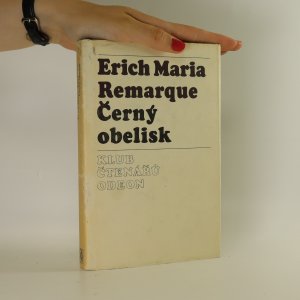 Erich Maria
Remarque
Černý
obelisk
KLUB
ČTENÁŘŮ
ODEON